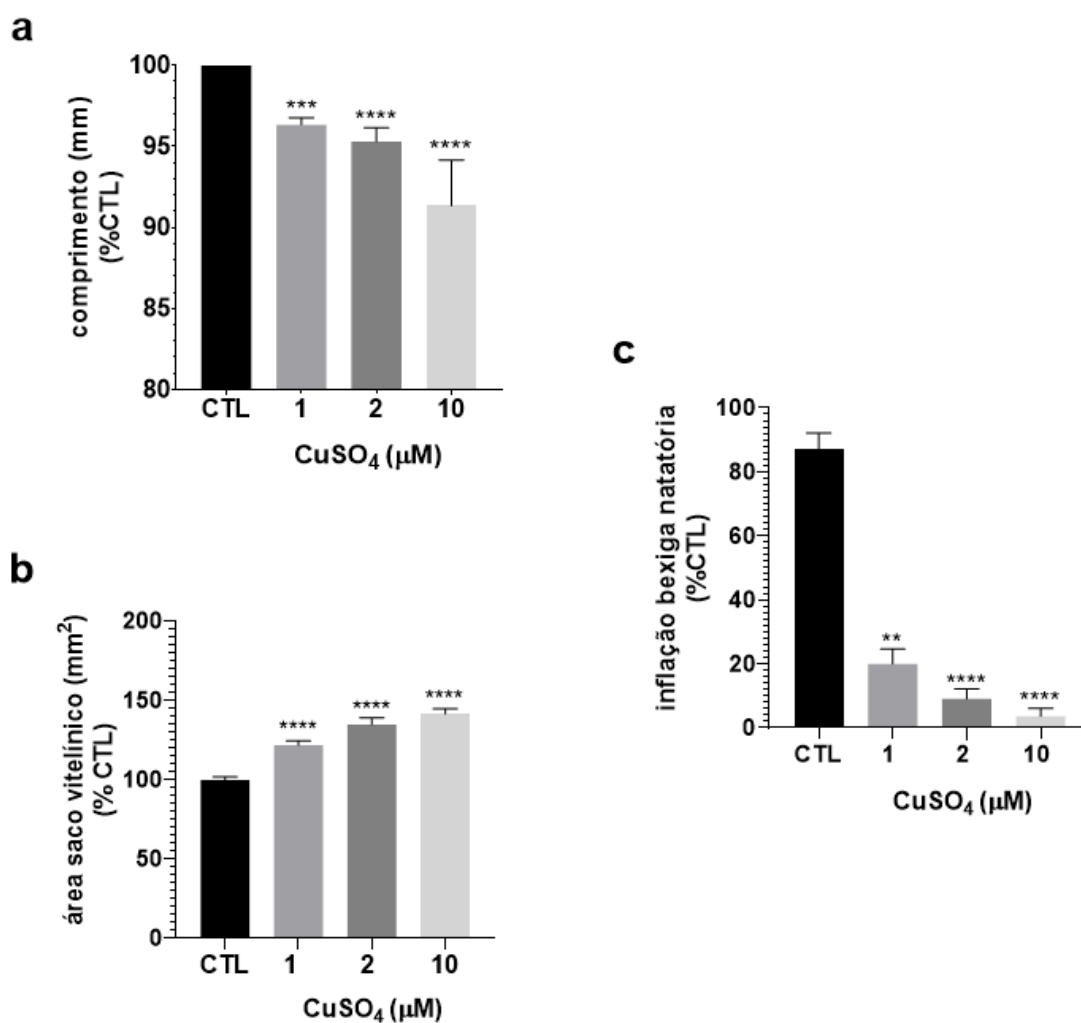 a
comprimento (mm)
(%CTL)
100
95
90
85
80
***
****
****
CTL 1 2 10
CuSO₄ (μM)
b
área saco vitelínico (mm²)
(% CTL)
200
150
100
50
0
****
****
****
CTL 1 2 10
CuSO₄ (μM)
c
inflação bexiga natatória
(%CTL)
100
80
60
40
20
0
**
****
****
CTL 1 2 10
CuSO₄ (μM)